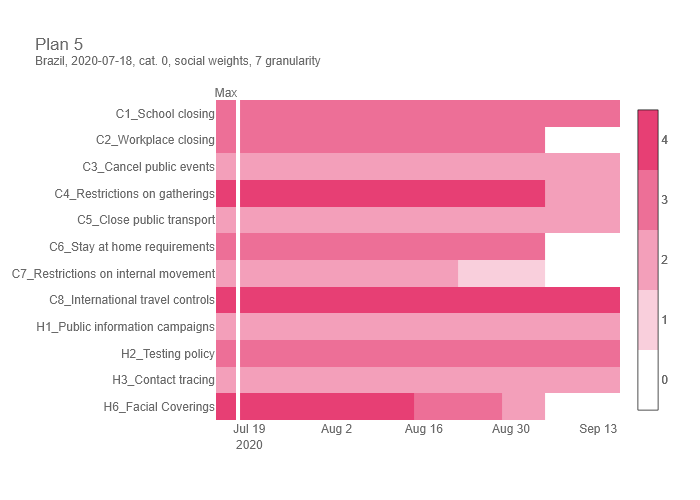 Plan 5
Brazil, 2020-07-18, cat. 0, social weights, 7 granularity
Max
C1_School closing
C2_Workplace closing
C3_Cancel public events
C4_Restrictions on gatherings
C5_Close public transport
C6_Stay at home requirements
C7_Restrictions on internal movement
C8_International travel controls
H1_Public information campaigns
H2_Testing policy
H3_Contact tracing
H6_Facial Coverings
Jul 19 Aug 2 Aug 16 Aug 30 Sep 13
2020
4
3
2
1
0